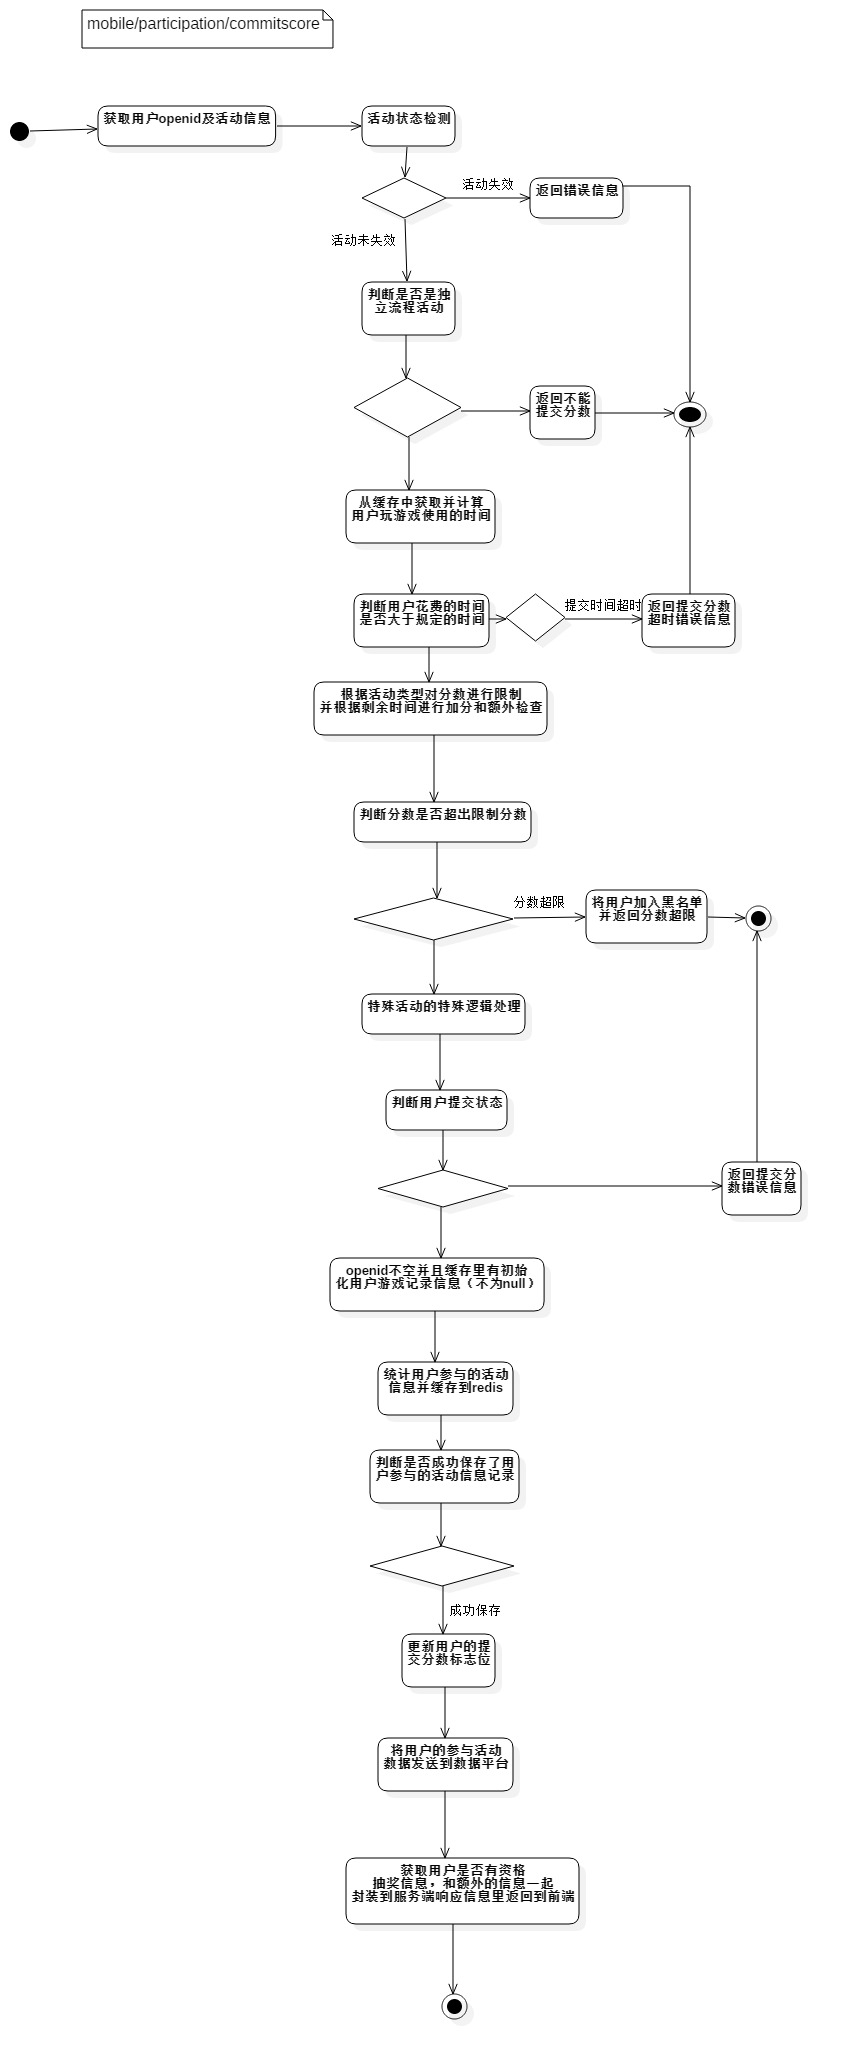 mobile/participation/commitscore
获取用户openid及活动信息
活动状态检测
活动失效
返回错误信息
活动未失效
判断是否是独
立流程活动
返回不能
提交分数
从缓存中获取并计算
用户玩游戏使用的时间
判断用户花费的时间
是否大于规定的时间
提交时间超时
返回提交分数
超时错误信息
根据活动类型对分数进行限制
并根据剩余时间进行加分和额外检查
判断分数是否超出限制分数
分数超限
将用户加入黑名单
并返回分数超限
特殊活动的特殊逻辑处理
判断用户提交状态
返回提交分
数错误信息
openid不空并且缓存里有初始
化用户游戏记录信息（不为null）
统计用户参与的活动
信息并缓存到redis
判断是否成功保存了用
户参与的活动信息记录
成功保存
更新用户的提
交分数标志位
将用户的参与活动
数据发送到数据平台
获取用户是否有资格
抽奖信息，和额外的信息一起
封装到服务端响应信息里返回到前端